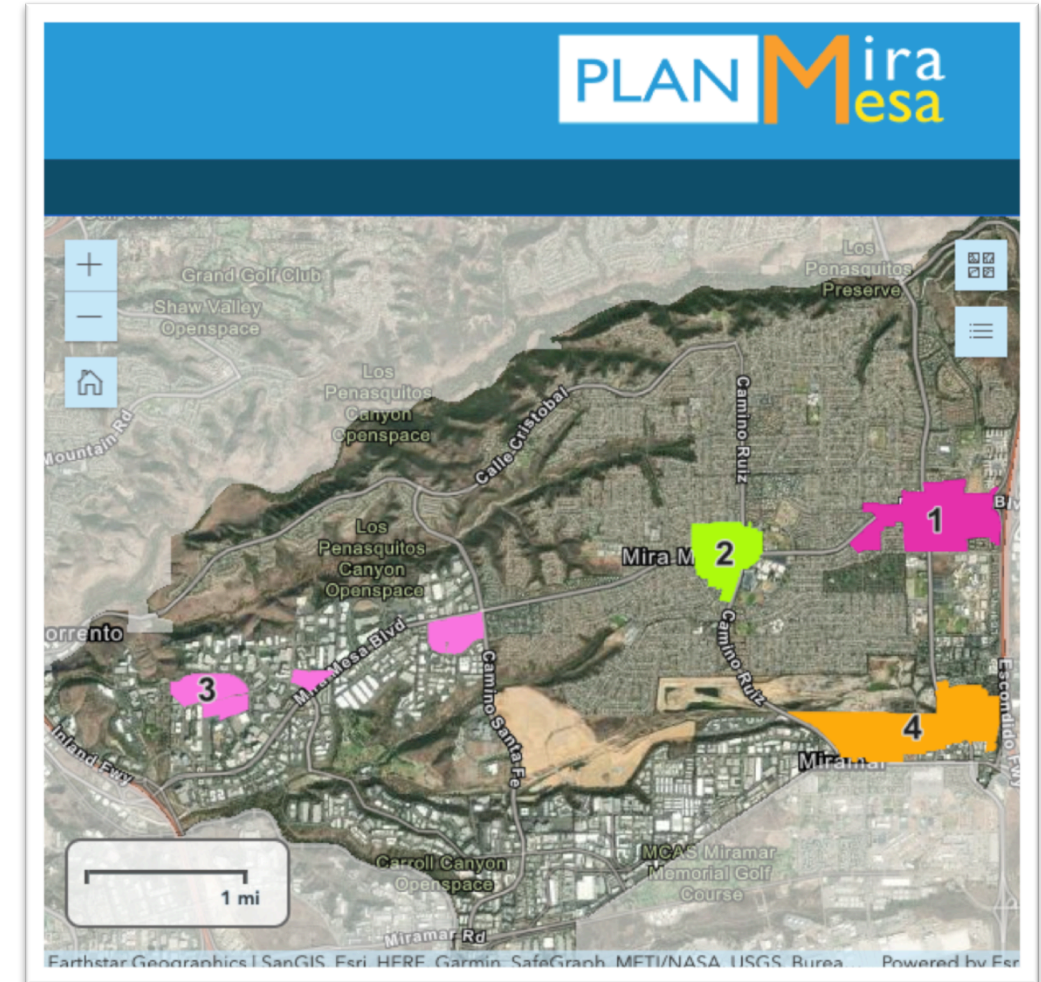 PLAN Mira
Mesa
Grand Golf Club
Shaw Valley
Openspace
Los
Penasquitos
Preserve
Los
Penasquitos
Canyon
Openspace
Mountain Rd
Calle Cristobal
Camino Ruiz
1
Blv
Los
Penasquitos
Canyon
Openspace
Mira M
2
orrento
3
Mira Mesa Blvd
Camino Santa Fe
Camino Ruiz
Escondido Fwy
4
Miramar
Inland Fwy
MCAS Miramar
Memorial Golf
Course
Carroll Canyon
Openspace
1 mi
Miramar Rd
Earthstar Geographics | SanGIS, Esri, HERE, Garmin, SafeGraph, METI/NASA, USGS, Burea... Powered by Esr